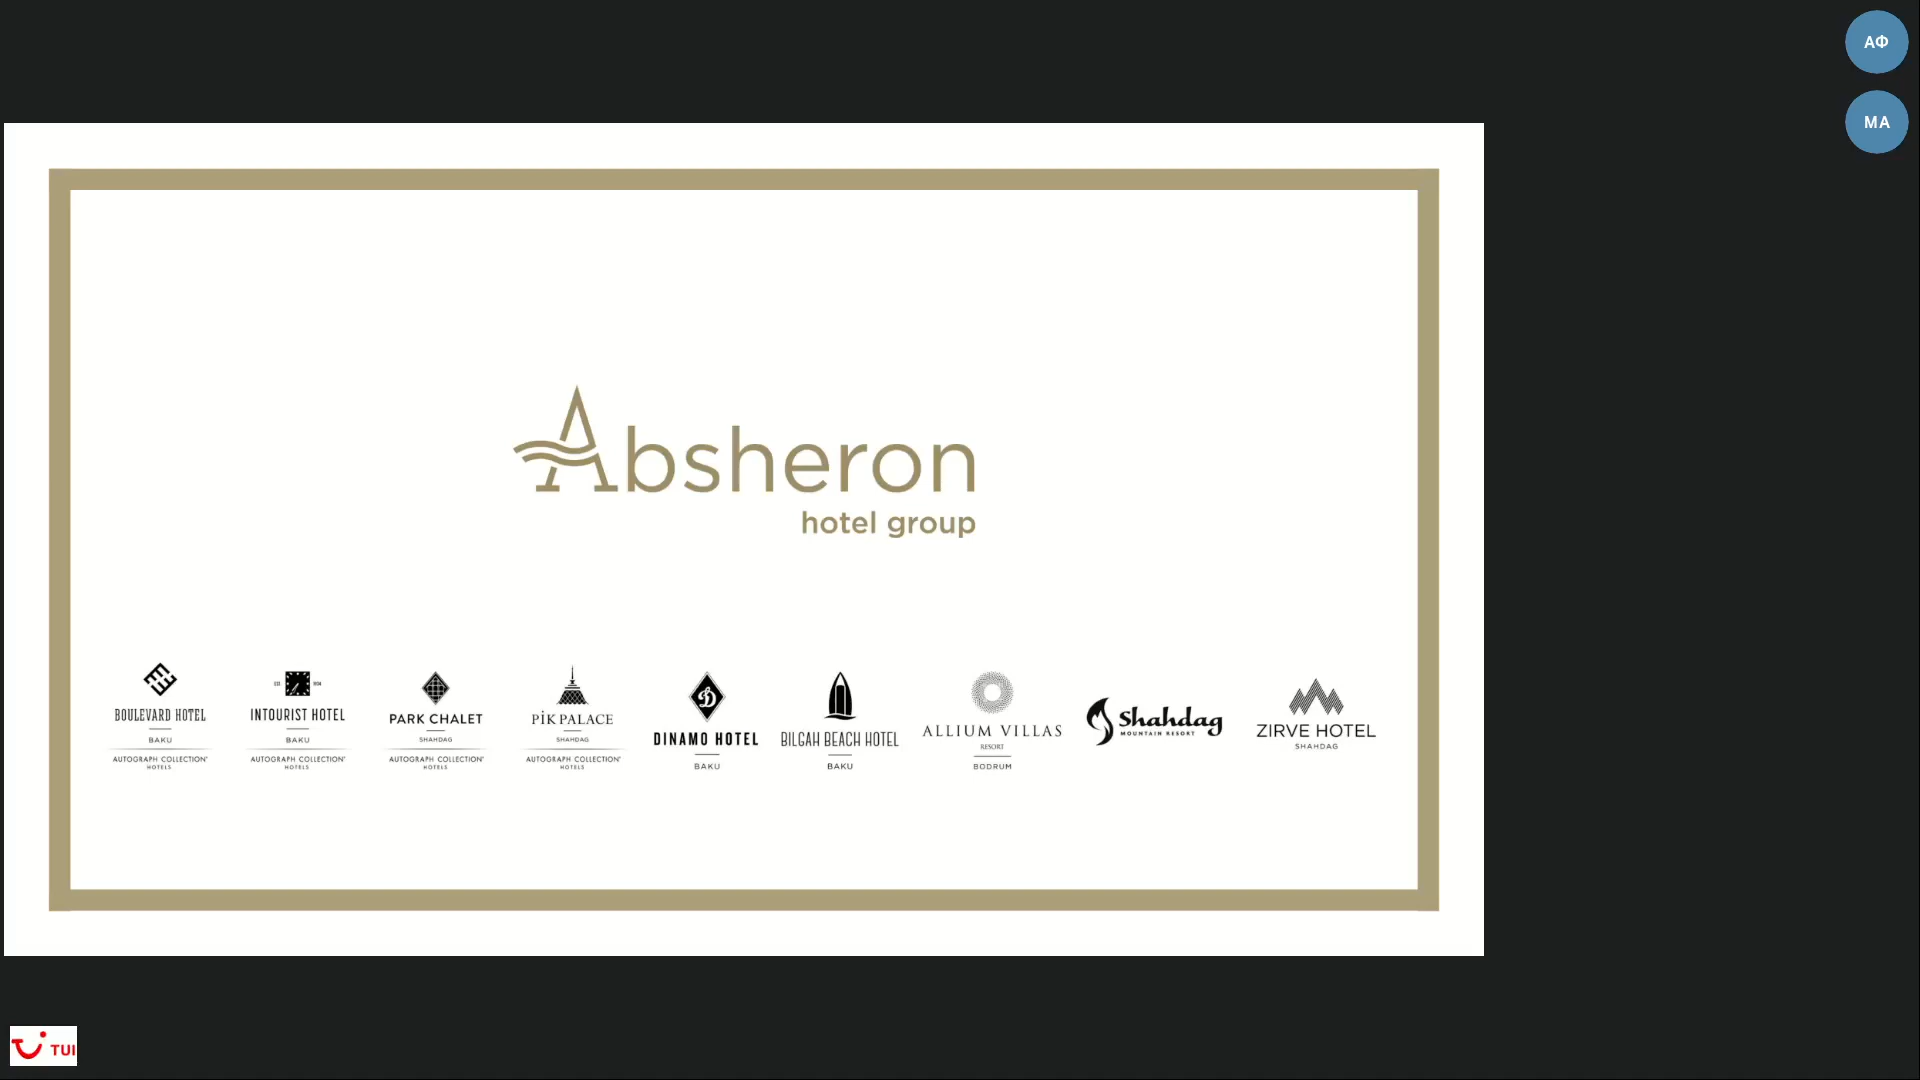 АФ
МА
Absheron
hotel group
BOULEVARD HOTEL
BAKU
AUTOGRAPH COLLECTION®
HOTELS
INTOURIST HOTEL
BAKU
AUTOGRAPH COLLECTION®
HOTELS
PARK CHALET
SHAHDAG
AUTOGRAPH COLLECTION®
HOTELS
PİK PALACE
SHAHDAG
AUTOGRAPH COLLECTION®
HOTELS
DINAMO HOTEL
BAKU
BILGAH BEACH HOTEL
BAKU
ALLIUM VILLAS
RESORT
BODRUM
Shahdag
MOUNTAIN RESORT
ZIRVE HOTEL
SHAHDAG
TUI